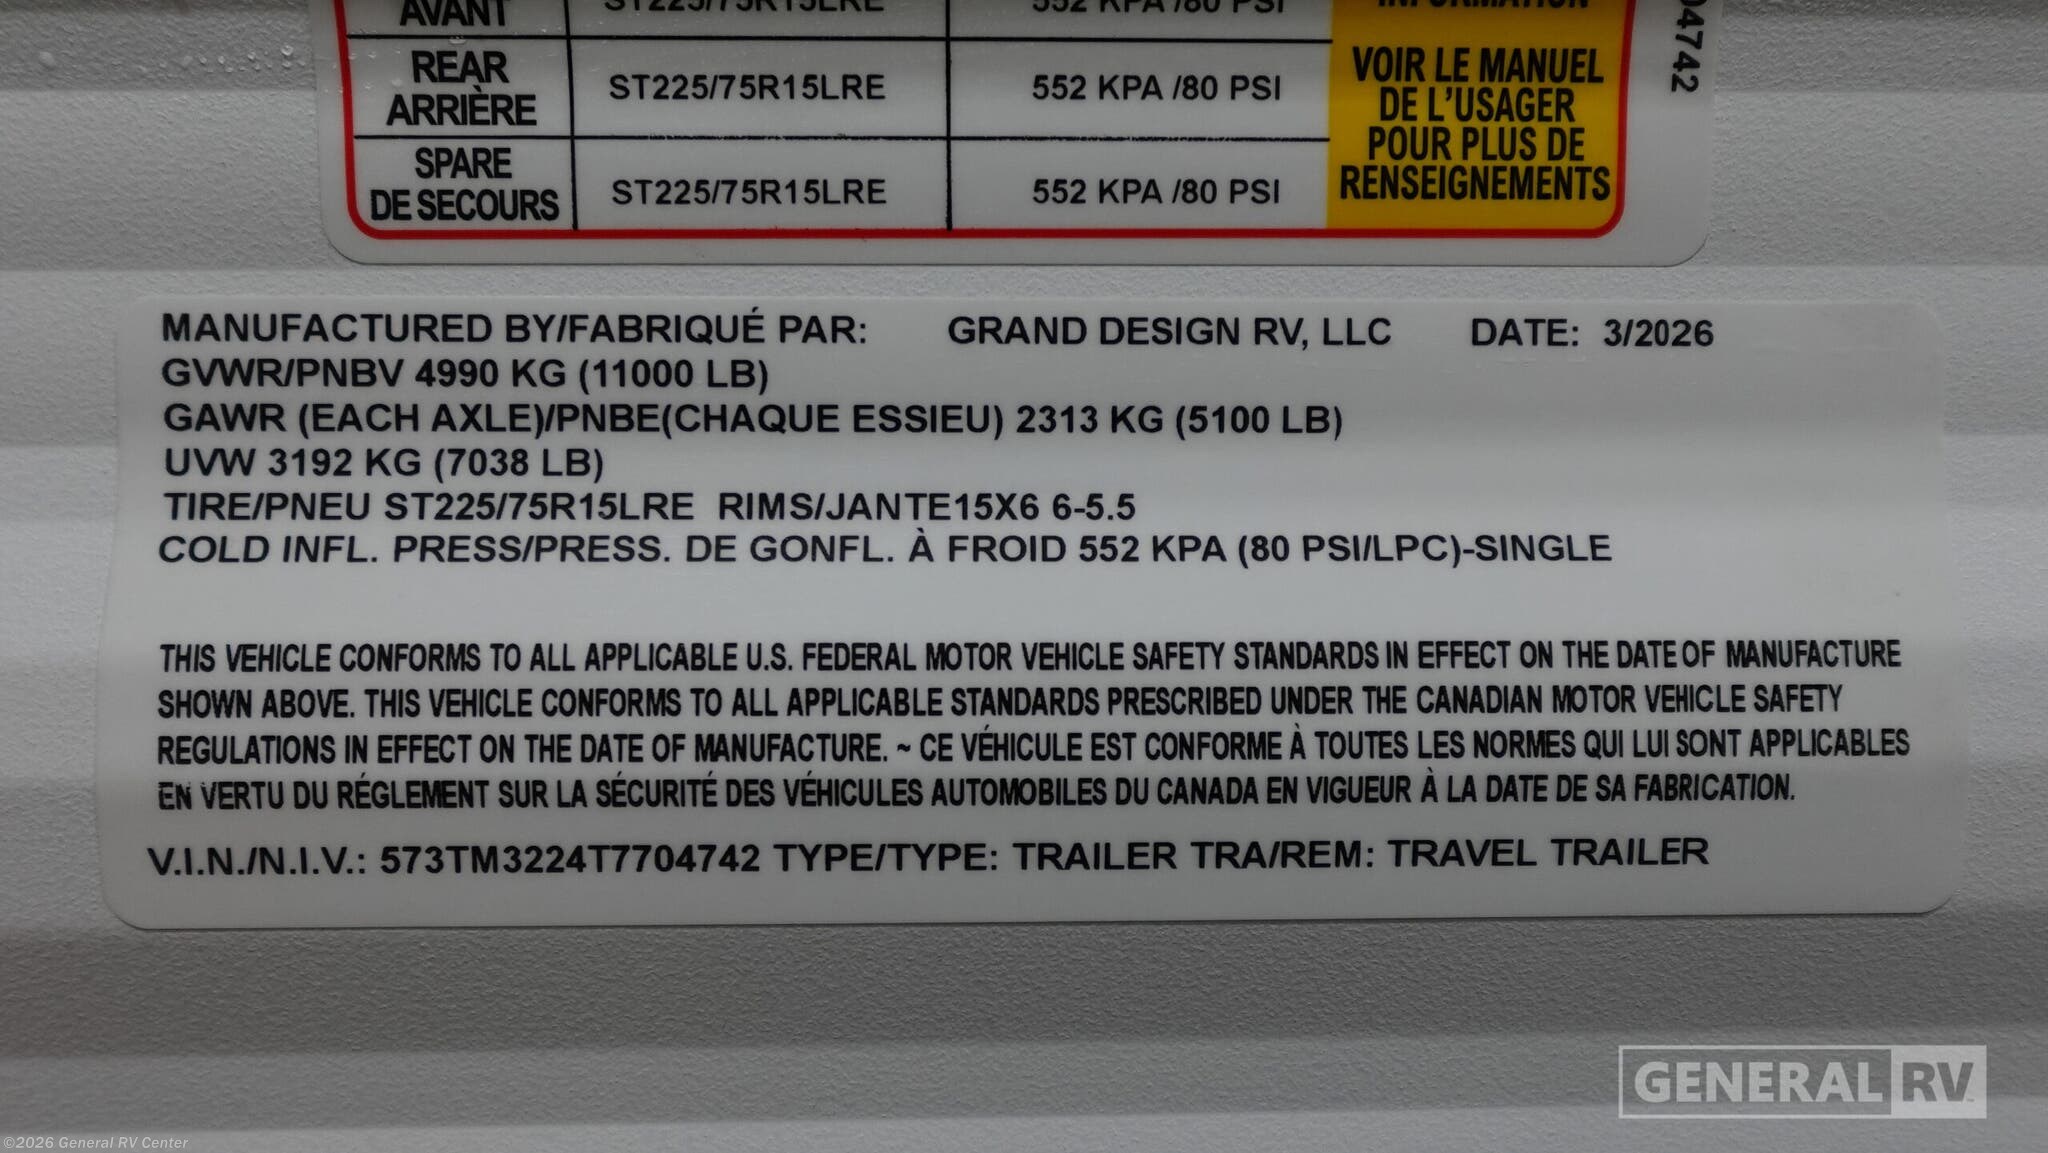 AVANT ST225/75R15LRE 552 KPA /80 PSI INFORMATION
REAR
ARRIÈRE ST225/75R15LRE 552 KPA /80 PSI
SPARE
DE SECOURS ST225/75R15LRE 552 KPA /80 PSI
VOIR LE MANUEL
DE L'USAGER
POUR PLUS DE
RENSEIGNEMENTS
04742
MANUFACTURED BY/FABRIQUÉ PAR: GRAND DESIGN RV, LLC DATE: 3/2026
GVWR/PNBV 4990 KG (11000 LB)
GAWR (EACH AXLE)/PNBE(CHAQUE ESSIEU) 2313 KG (5100 LB)
UVW 3192 KG (7038 LB)
TIRE/PNEU ST225/75R15LRE RIMS/JANTE15X6 6-5.5
COLD INFL. PRESS/PRESS. DE GONFL. À FROID 552 KPA (80 PSI/LPC)-SINGLE
THIS VEHICLE CONFORMS TO ALL APPLICABLE U.S. FEDERAL MOTOR VEHICLE SAFETY STANDARDS IN EFFECT ON THE DATE OF MANUFACTURE
SHOWN ABOVE. THIS VEHICLE CONFORMS TO ALL APPLICABLE STANDARDS PRESCRIBED UNDER THE CANADIAN MOTOR VEHICLE SAFETY
REGULATIONS IN EFFECT ON THE DATE OF MANUFACTURE. ~ CE VÉHICULE EST CONFORME À TOUTES LES NORMES QUI LUI SONT APPLICABLES
EN VERTU DU RÉGLEMENT SUR LA SÉCURITÉ DES VÉHICULES AUTOMOBILES DU CANADA EN VIGUEUR À LA DATE DE SA FABRICATION.
V.I.N./N.I.V.: 573TM3224T7704742 TYPE/TYPE: TRAILER TRA/REM: TRAVEL TRAILER
GENERAL RV
©2026 General RV Center